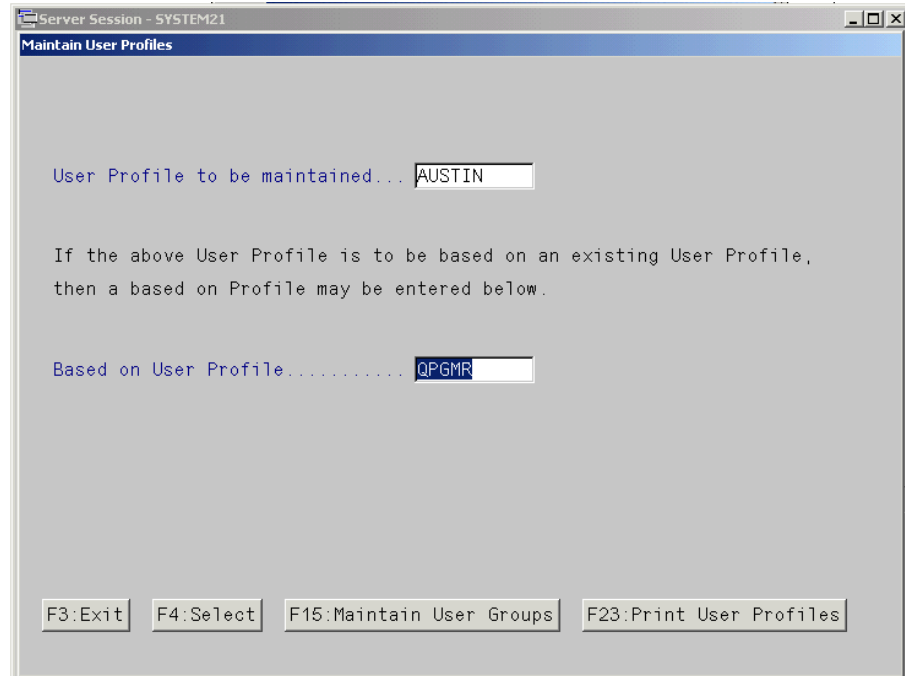 Server Session - SYSTEM21
Maintain User Profiles
User Profile to be maintained... AUSTIN
If the above User Profile is to be based on an existing User Profile,
then a based on Profile may be entered below.
Based on User Profile........... QPGMR
F3:Exit F4:Select F15:Maintain User Groups F23:Print User Profiles